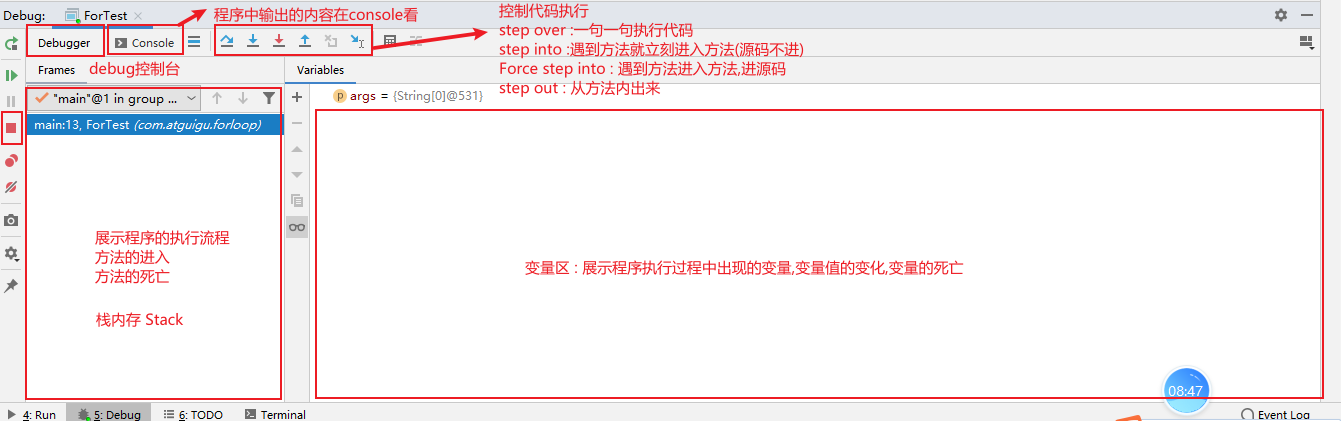 Debug: ForTest
程序中输出的内容在console看
Debugger
Console
控制代码执行
step over :一句一句执行代码
step into :遇到方法就立刻进入方法(源码不进)
Force step into : 遇到方法进入方法,进源码
step out : 从方法内出来
Frames
debug控制台
Variables
"main"@1 in group ...
p args = {String[0]@531}
main:13, ForTest (com.atguigu.forloop)
展示程序的执行流程
方法的进入
方法的死亡
栈内存 Stack
变量区 : 展示程序执行过程中出现的变量,变量值的变化,变量的死亡
08:47
4: Run
5: Debug
6: TODO
Terminal
Event Log